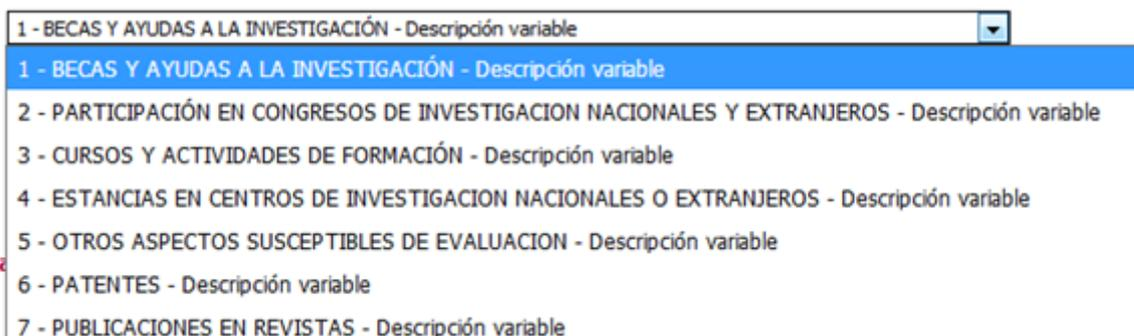 1 - BECAS Y AYUDAS A LA INVESTIGACIÓN - Descripción variable
1 - BECAS Y AYUDAS A LA INVESTIGACIÓN - Descripción variable
2 - PARTICIPACIÓN EN CONGRESOS DE INVESTIGACION NACIONALES Y EXTRANJEROS - Descripción variable
3 - CURSOS Y ACTIVIDADES DE FORMACIÓN - Descripción variable
4 - ESTANCIAS EN CENTROS DE INVESTIGACION NACIONALES O EXTRANJEROS - Descripción variable
5 - OTROS ASPECTOS SUSCEPTIBLES DE EVALUACION - Descripción variable
6 - PATENTES - Descripción variable
7 - PUBLICACIONES EN REVISTAS - Descripción variable